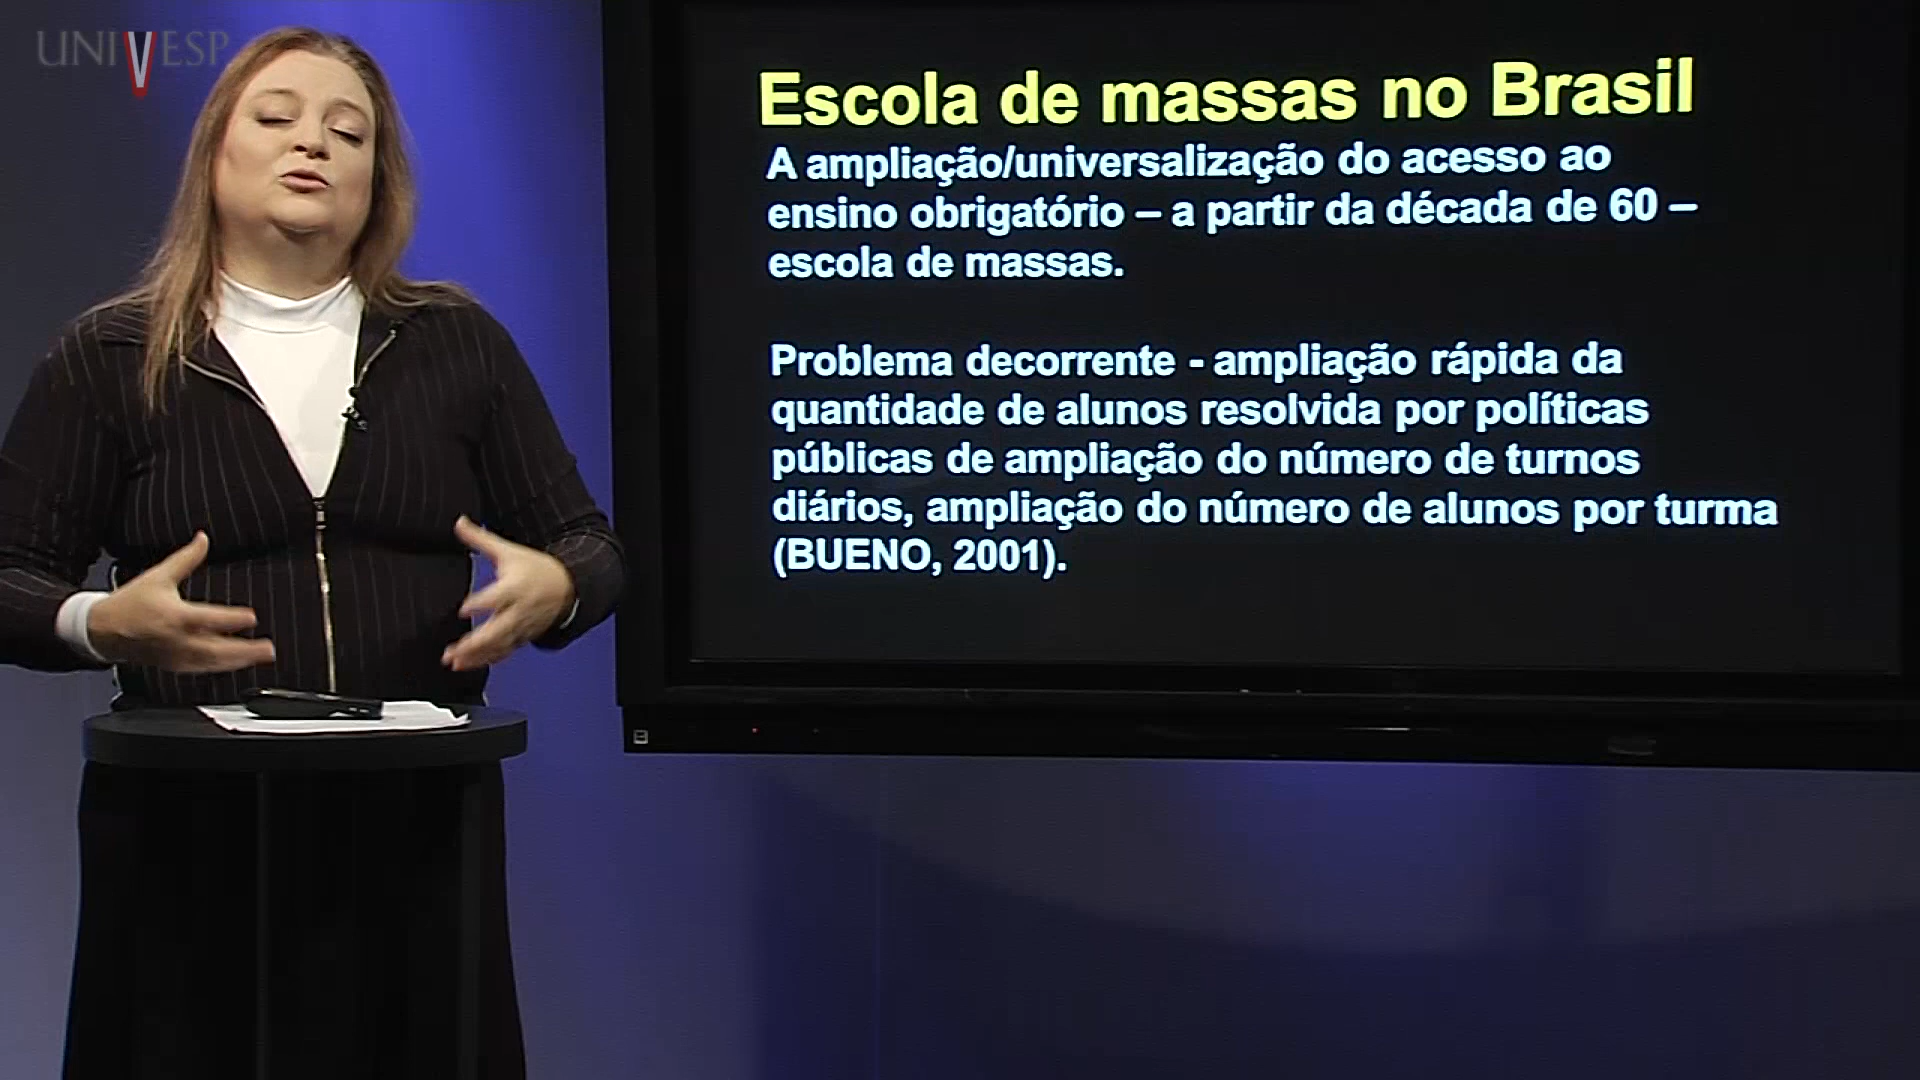 UNIVESP
Escola de massas no Brasil
A ampliação/universalização do acesso ao
ensino obrigatório – a partir da década de 60 –
escola de massas.
Problema decorrente - ampliação rápida da
quantidade de alunos resolvida por políticas
públicas de ampliação do número de turnos
diários, ampliação do número de alunos por turma
(BUENO, 2001).